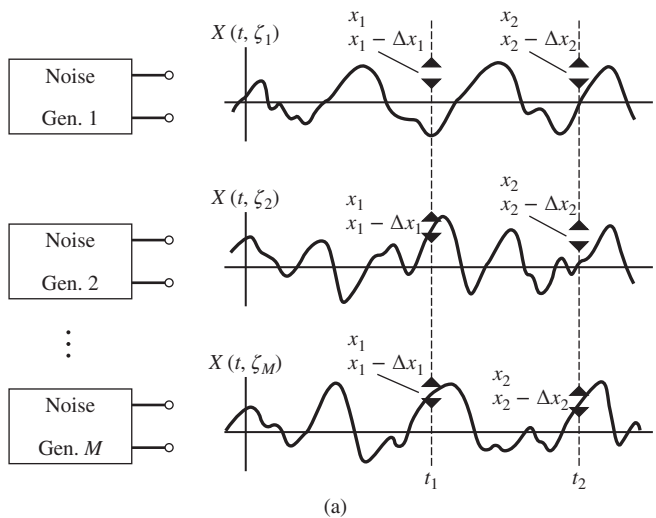 X (t, ζ₁)
x₁
x₁ − Δx₁
x₂
x₂ − Δx₂
Noise
Gen. 1
X (t, ζ₂)
x₁
x₁ − Δx₁
x₂
x₂ − Δx₂
Noise
Gen. 2
X (t, ζ_M)
x₁
x₁ − Δx₁
x₂
x₂ − Δx₂
Noise
Gen. M
t₁
t₂
(a)